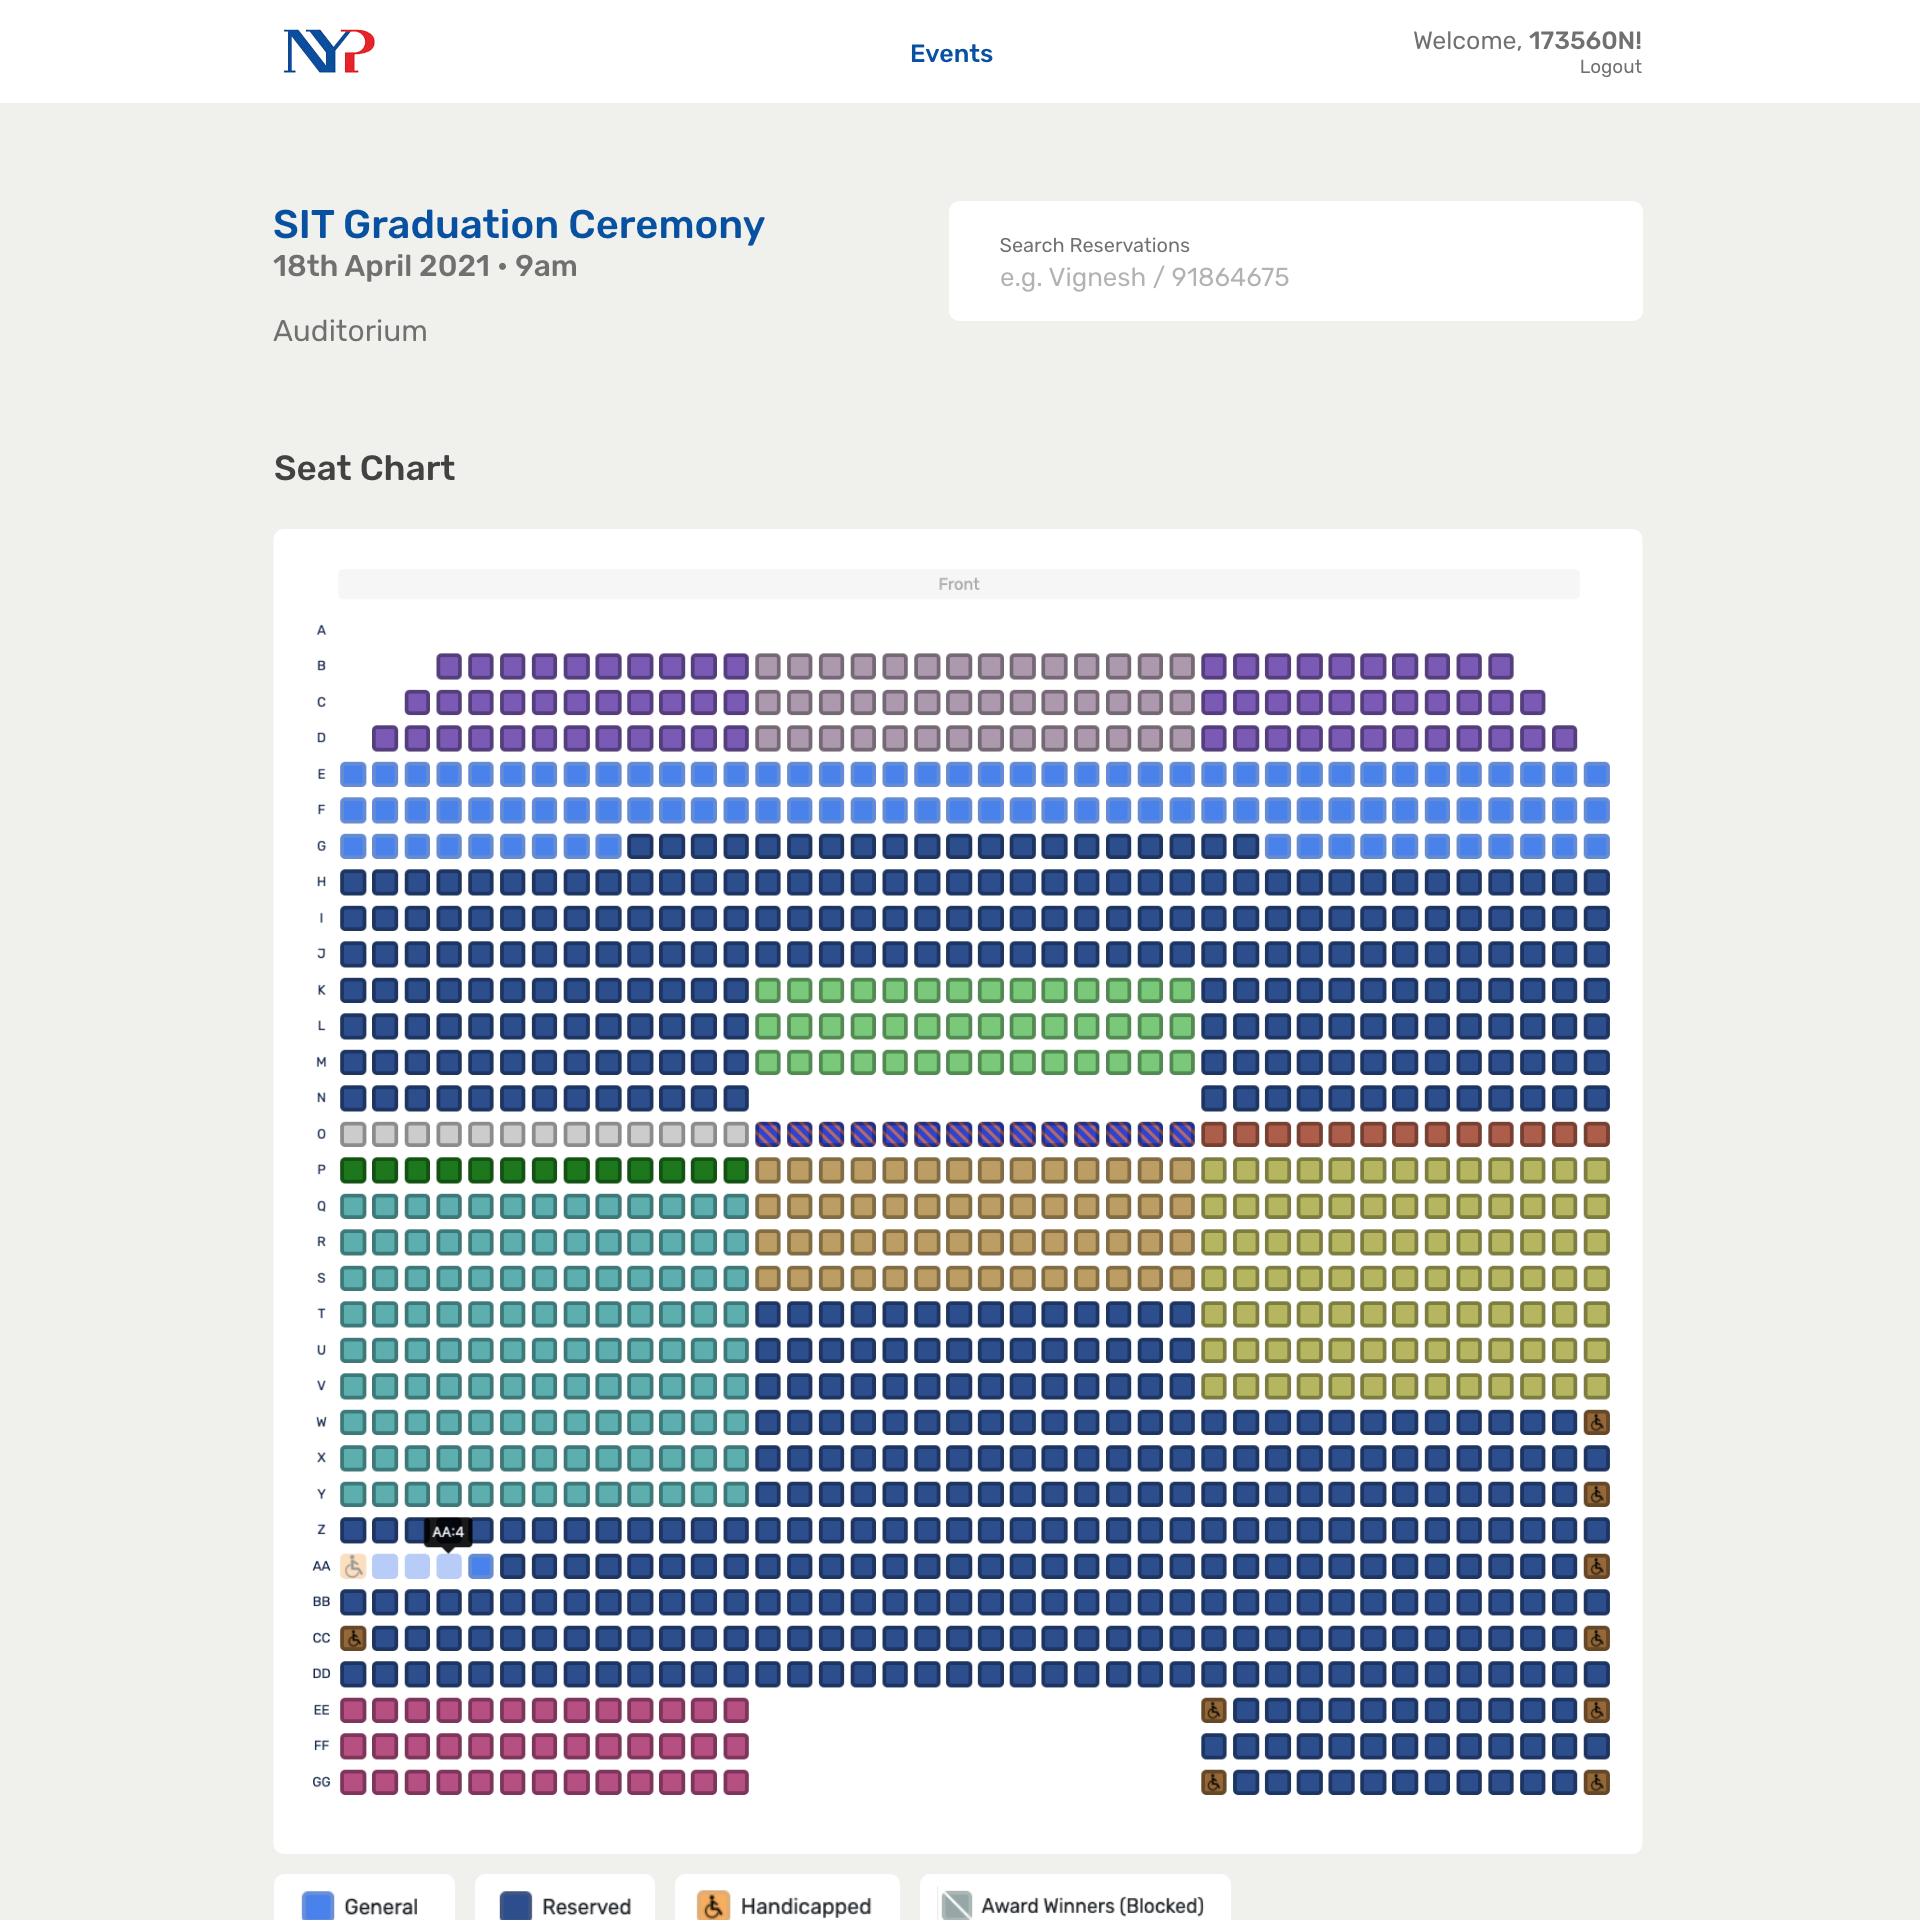 NYP
Events
Welcome, 173560N!
Logout
SIT Graduation Ceremony
18th April 2021 • 9am
Auditorium
Search Reservations
e.g. Vignesh / 91864675
Seat Chart
Front
A
B
C
D
E
F
G
H
I
J
K
L
M
N
O
P
Q
R
S
T
U
V
W
X
Y
Z
AA:4
AA
BB
CC
DD
EE
FF
GG
General
Reserved
Handicapped
Award Winners (Blocked)